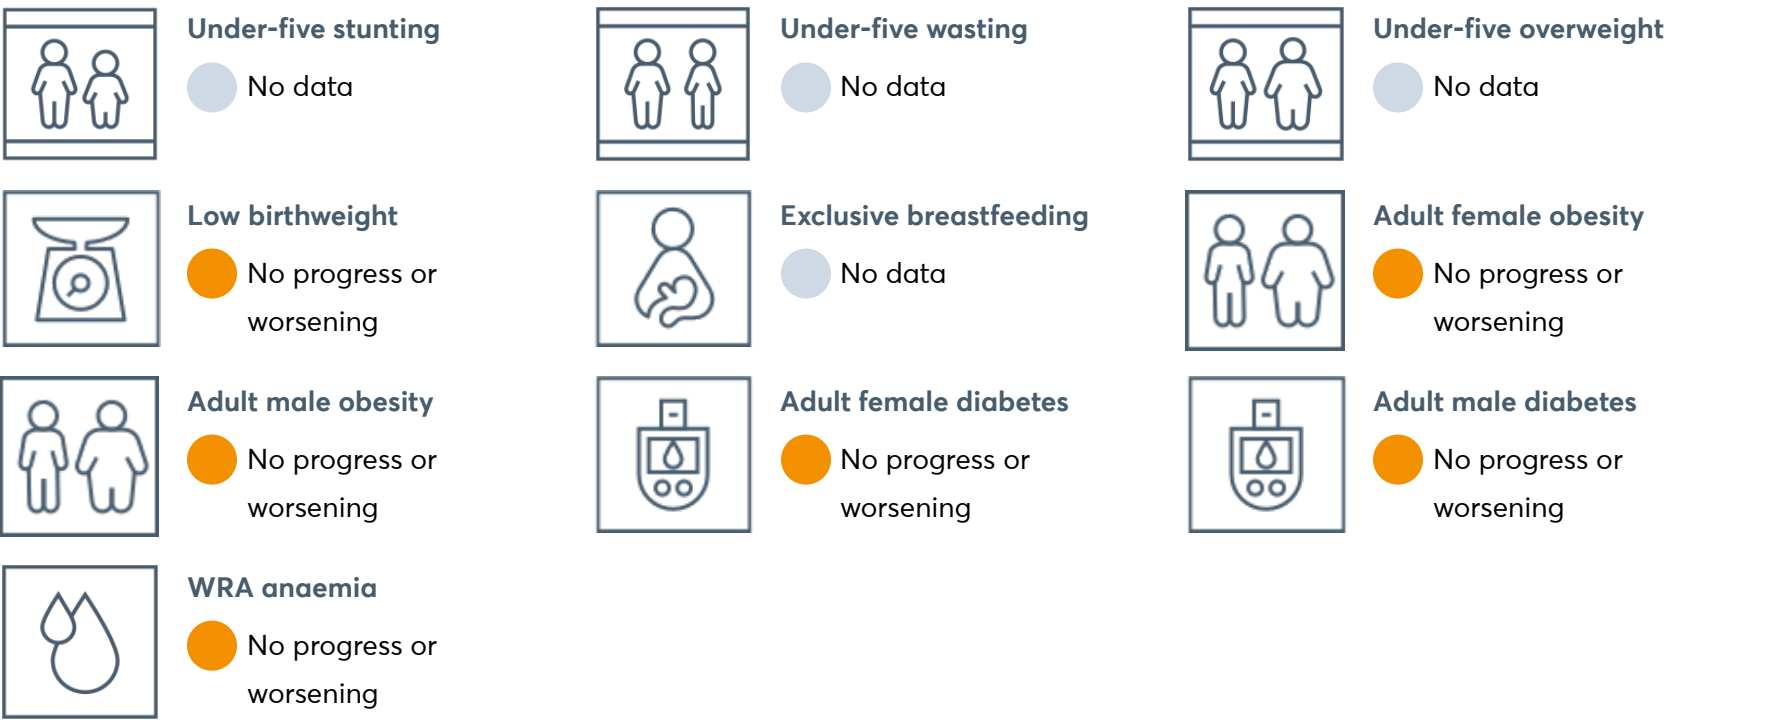 Under-five stunting
No data
Under-five wasting
No data
Under-five overweight
No data
Low birthweight
No progress or
worsening
Exclusive breastfeeding
No data
Adult female obesity
No progress or
worsening
Adult male obesity
No progress or
worsening
Adult female diabetes
No progress or
worsening
Adult male diabetes
No progress or
worsening
WRA anaemia
No progress or
worsening